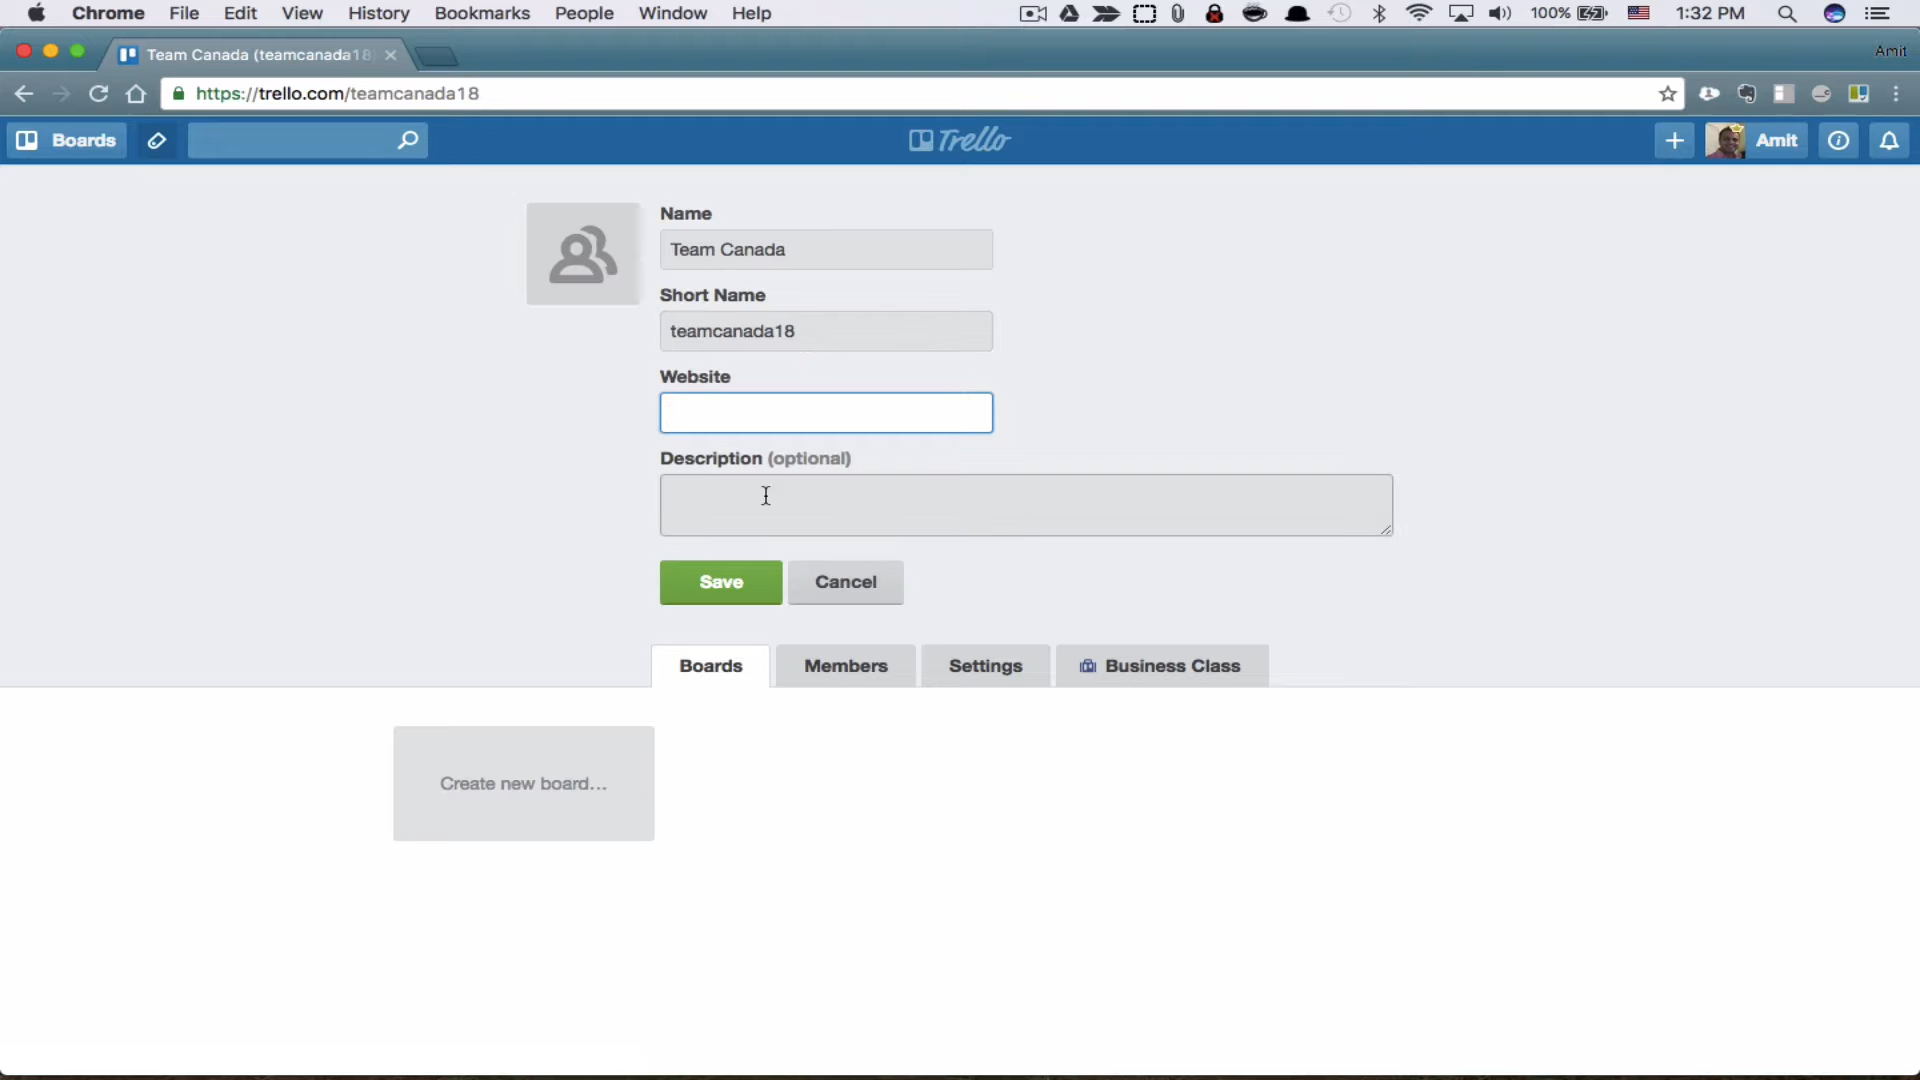 Chrome File Edit View History Bookmarks People Window Help 100% 1:32 PM
Team Canada (teamcanada18)
Amit
https://trello.com/teamcanada18
Boards Trello Amit
Name
Team Canada
Short Name
teamcanada18
Website
Description (optional)
Save Cancel
Boards Members Settings Business Class
Create new board...